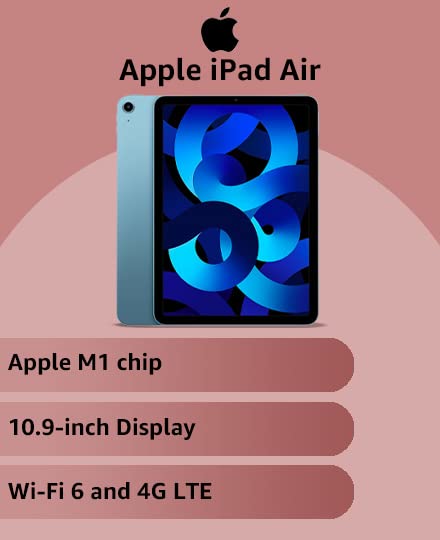 Apple iPad Air
Apple M1 chip
10.9-inch Display
Wi-Fi 6 and 4G LTE